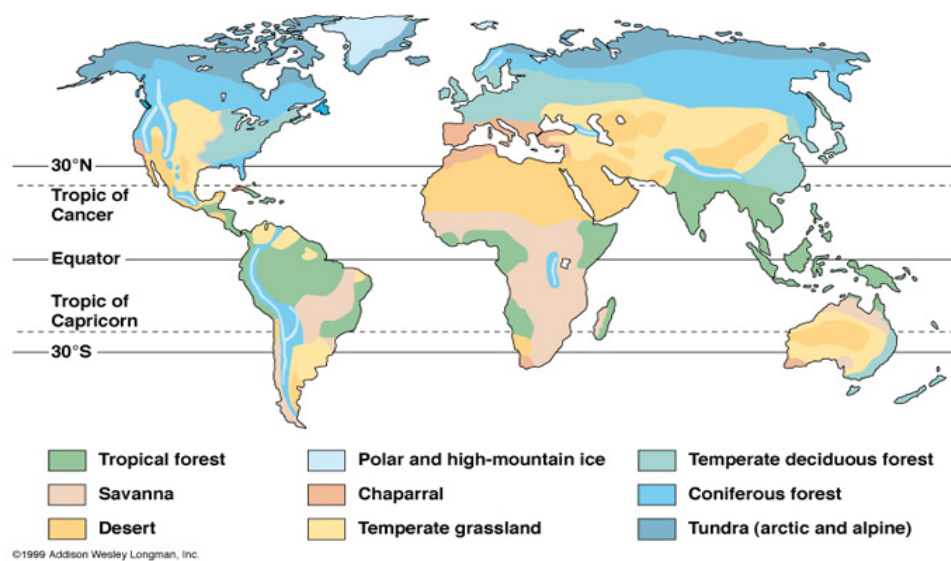 30°N
Tropic of
Cancer
Equator
Tropic of
Capricorn
30°S
Tropical forest
Savanna
Desert
Polar and high-mountain ice
Chaparral
Temperate grassland
Temperate deciduous forest
Coniferous forest
Tundra (arctic and alpine)
©1999 Addison Wesley Longman, Inc.